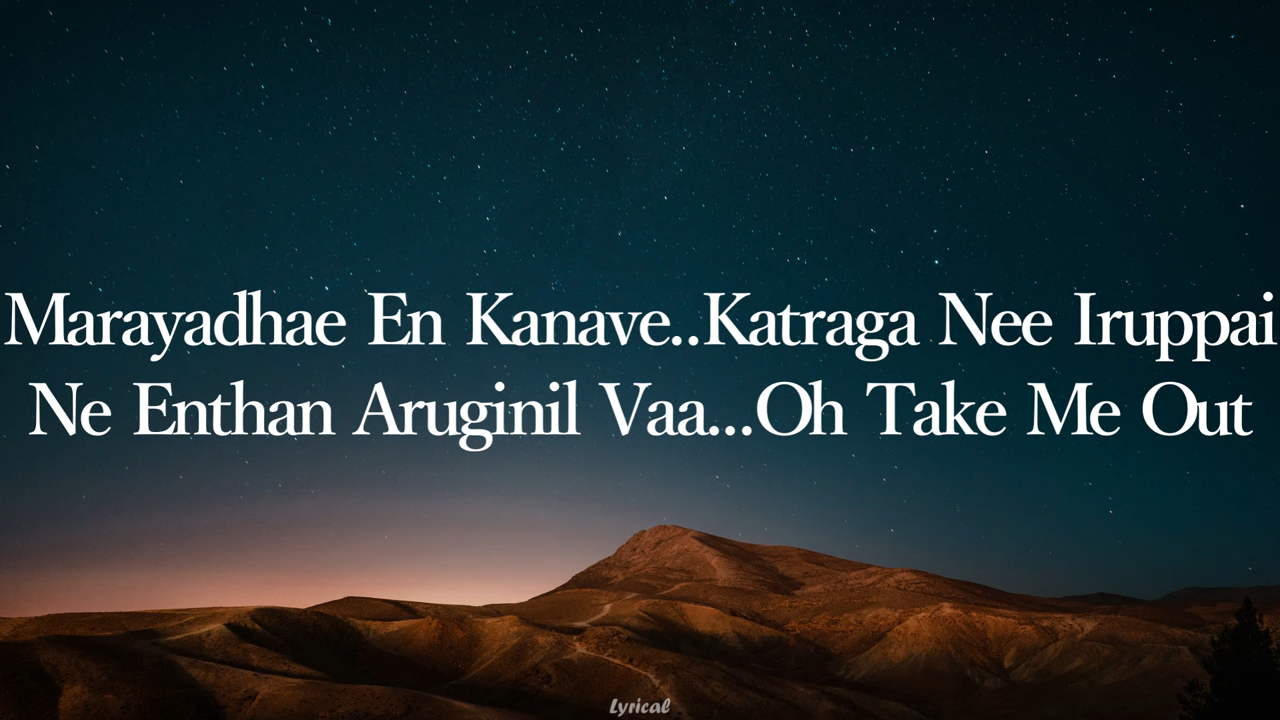 Marayadhae En Kanave..Katraga Nee Iruppai
Ne Enthan Aruginil Vaa...Oh Take Me Out
Lyrical